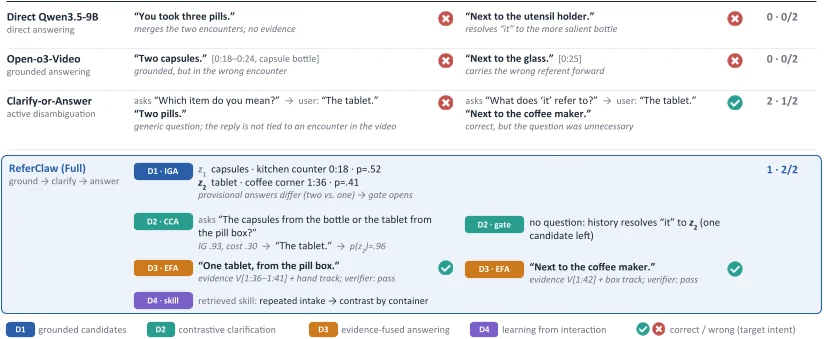 Direct Qwen3.5-9B
direct answering
“You took three pills.”
merges the two encounters; no evidence
“Next to the utensil holder.”
resolves “it” to the more salient bottle
0 · 0/2
Open-o3-Video
grounded answering
“Two capsules.” [0:18–0:24, capsule bottle]
grounded, but in the wrong encounter
“Next to the glass.” [0:25]
carries the wrong referent forward
0 · 0/2
Clarify-or-Answer
active disambiguation
asks “Which item do you mean?” → user: “The tablet.”
“Two pills.”
generic question; the reply is not tied to an encounter in the video
asks “What does ‘it’ refer to?” → user: “The tablet.”
“Next to the coffee maker.”
correct, but the question was unnecessary
2 · 1/2
ReferClaw (Full)
ground → clarify → answer
D1 · IGA
z1 capsules · kitchen counter 0:18 · p=.52
z2 tablet · coffee corner 1:36 · p=.41
provisional answers differ (two vs. one) → gate opens
1 · 2/2
D2 · CCA
asks “The capsules from the bottle or the tablet from
the pill box?”
IG .93, cost .30 → “The tablet.” → p(z2)=.96
D2 · gate
no question: history resolves “it” to z2 (one
candidate left)
D3 · EFA
“One tablet, from the pill box.”
evidence V[1:36–1:41] + hand track; verifier: pass
D3 · EFA
“Next to the coffee maker.”
evidence V[1:42] + box track; verifier: pass
D4 · skill
retrieved skill: repeated intake → contrast by container
D1 grounded candidates
D2 contrastive clarification
D3 evidence-fused answering
D4 learning from interaction
correct / wrong (target intent)